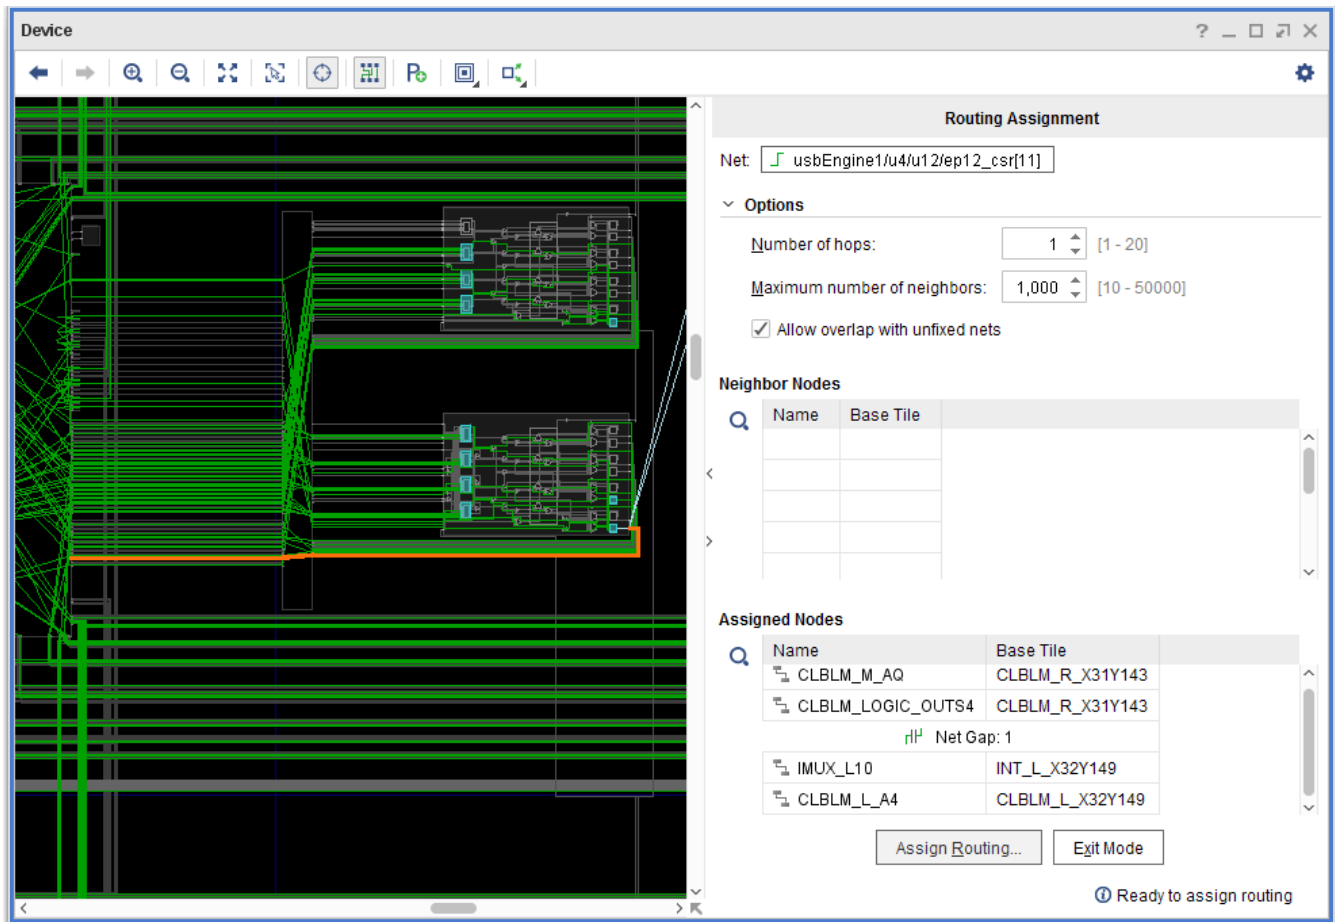 Device
Routing Assignment
Net: usbEngine1/u4/u12/ep12_csr[11]
Options
Number of hops: 1 [1 - 20]
Maximum number of neighbors: 1,000 [10 - 50000]
Allow overlap with unfixed nets
Neighbor Nodes
Name Base Tile
Assigned Nodes
Name Base Tile
CLBLM_M_AQ CLBLM_R_X31Y143
CLBLM_LOGIC_OUTS4 CLBLM_R_X31Y143
Net Gap: 1
IMUX_L10 INT_L_X32Y149
CLBLM_L_A4 CLBLM_L_X32Y149
Assign Routing... Exit Mode
Ready to assign routing